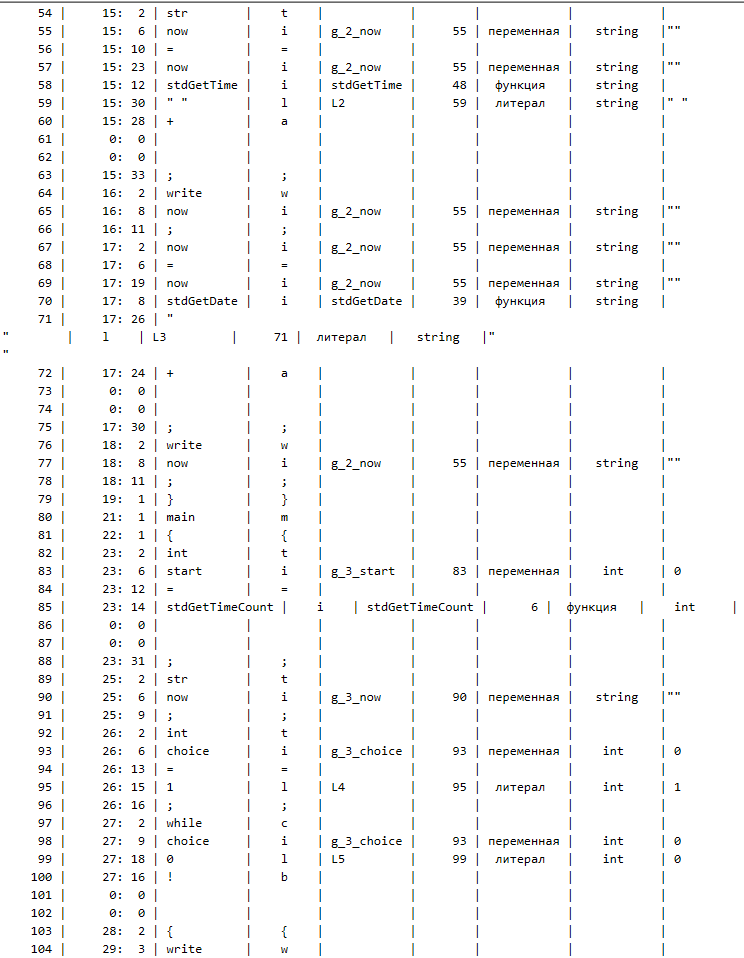 54 | 15: 2 | str | t | | | | |
55 | 15: 6 | now | i | g_2_now | 55 | переменная | string |""
56 | 15: 10 | = | = | | | | |
57 | 15: 23 | now | i | g_2_now | 55 | переменная | string |""
58 | 15: 12 | stdGetTime | i | stdGetTime | 48 | функция | string |
59 | 15: 30 | " " | l | L2 | 59 | литерал | string |" "
60 | 15: 28 | + | a | | | | |
61 | 0: 0 | | | | | | |
62 | 0: 0 | | | | | | |
63 | 15: 33 | ; | ; | | | | |
64 | 16: 2 | write | w | | | | |
65 | 16: 8 | now | i | g_2_now | 55 | переменная | string |""
66 | 16: 11 | ; | ; | | | | |
67 | 17: 2 | now | i | g_2_now | 55 | переменная | string |""
68 | 17: 6 | = | = | | | | |
69 | 17: 19 | now | i | g_2_now | 55 | переменная | string |""
70 | 17: 8 | stdGetDate | i | stdGetDate | 39 | функция | string |
71 | 17: 26 | "
" | l | L3 | 71 | литерал | string |"
"
72 | 17: 24 | + | a | | | | |
73 | 0: 0 | | | | | | |
74 | 0: 0 | | | | | | |
75 | 17: 30 | ; | ; | | | | |
76 | 18: 2 | write | w | | | | |
77 | 18: 8 | now | i | g_2_now | 55 | переменная | string |""
78 | 18: 11 | ; | ; | | | | |
79 | 19: 1 | } | } | | | | |
80 | 21: 1 | main | m | | | | |
81 | 22: 1 | { | { | | | | |
82 | 23: 2 | int | t | | | | |
83 | 23: 6 | start | i | g_3_start | 83 | переменная | int | 0
84 | 23: 12 | = | = | | | | |
85 | 23: 14 | stdGetTimeCount | i | stdGetTimeCount | 6 | функция | int |
86 | 0: 0 | | | | | | |
87 | 0: 0 | | | | | | |
88 | 23: 31 | ; | ; | | | | |
89 | 25: 2 | str | t | | | | |
90 | 25: 6 | now | i | g_3_now | 90 | переменная | string |""
91 | 25: 9 | ; | ; | | | | |
92 | 26: 2 | int | t | | | | |
93 | 26: 6 | choice | i | g_3_choice | 93 | переменная | int | 0
94 | 26: 13 | = | = | | | | |
95 | 26: 15 | 1 | l | L4 | 95 | литерал | int | 1
96 | 26: 16 | ; | ; | | | | |
97 | 27: 2 | while | c | | | | |
98 | 27: 9 | choice | i | g_3_choice | 93 | переменная | int | 0
99 | 27: 18 | 0 | l | L5 | 99 | литерал | int | 0
100 | 27: 16 | ! | b | | | | |
101 | 0: 0 | | | | | | |
102 | 0: 0 | | | | | | |
103 | 28: 2 | { | { | | | | |
104 | 29: 3 | write | w | | | | |